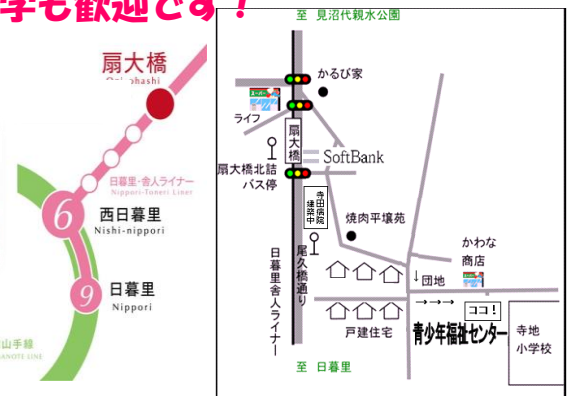 学も歓迎です！
扇大橋
日暮里・舎人ライナー
Nippori-Toneri Liner
6
西日暮里
Nishi-nippori
9
日暮里
Nippori
山手線
至 見沼代親水公園
かるび家
ライフ
扇大橋
SoftBank
扇大橋北詰
バス停
寺田病院
建築中
焼肉平壌苑
尾久橋通り
日暮里舎人ライナー
かわな
商店
↓団地
→→→
ココ！
青少年福祉センター
戸建住宅
寺地
小学校
至 日暮里